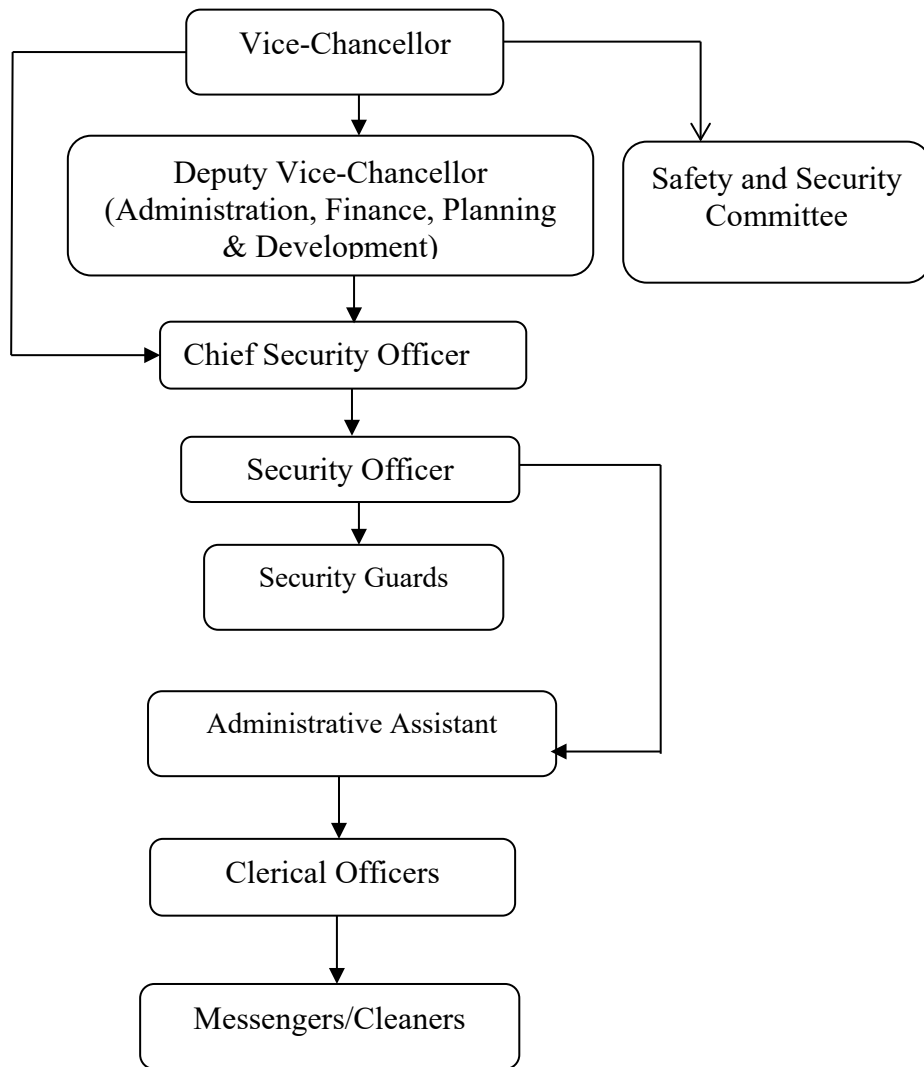 Vice-Chancellor
Deputy Vice-Chancellor
(Administration, Finance, Planning
& Development)
Safety and Security
Committee
Chief Security Officer
Security Officer
Security Guards
Administrative Assistant
Clerical Officers
Messengers/Cleaners